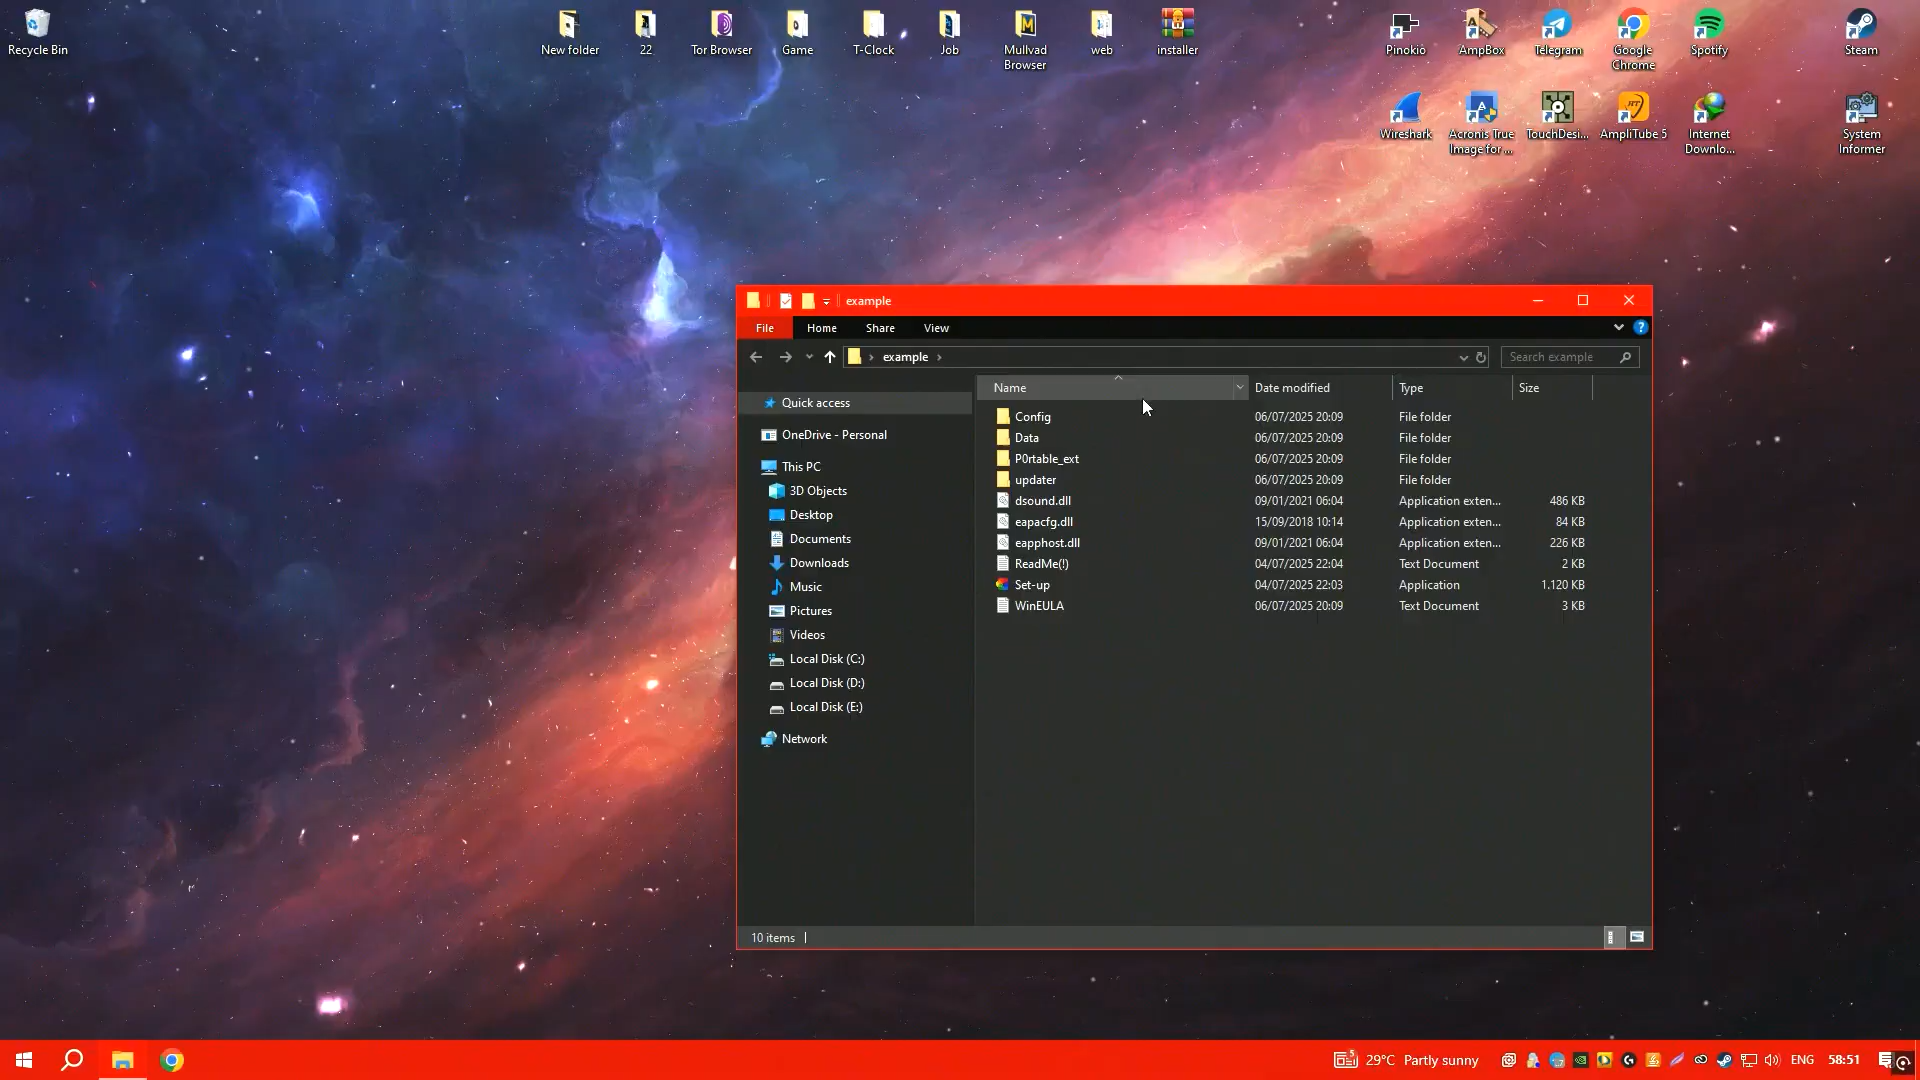 Recycle Bin
New folder
22
Tor Browser
Game
T-Clock
Job
Mullvad
Browser
web
installer
Pinokio
AmpBox
Telegram
Google
Chrome
Spotify
Steam
Wireshark
Acronis True
Image for ...
TouchDesi...
AmpliTube 5
Internet
Downlo...
System
Informer
example
File
Home
Share
View
example
Search example
Name
Date modified
Type
Size
Quick access
OneDrive - Personal
This PC
3D Objects
Desktop
Documents
Downloads
Music
Pictures
Videos
Local Disk (C:)
Local Disk (D:)
Local Disk (E:)
Network
Config 06/07/2025 20:09 File folder
Data 06/07/2025 20:09 File folder
P0rtable_ext 06/07/2025 20:09 File folder
updater 06/07/2025 20:09 File folder
dsound.dll 09/01/2021 06:04 Application exten... 486 KB
eapacfg.dll 15/09/2018 10:14 Application exten... 84 KB
eapphost.dll 09/01/2021 06:04 Application exten... 226 KB
ReadMe(!) 04/07/2025 22:04 Text Document 2 KB
Set-up 04/07/2025 22:03 Application 1.120 KB
WinEULA 06/07/2025 20:09 Text Document 3 KB
10 items
29°C Partly sunny
ENG
58:51